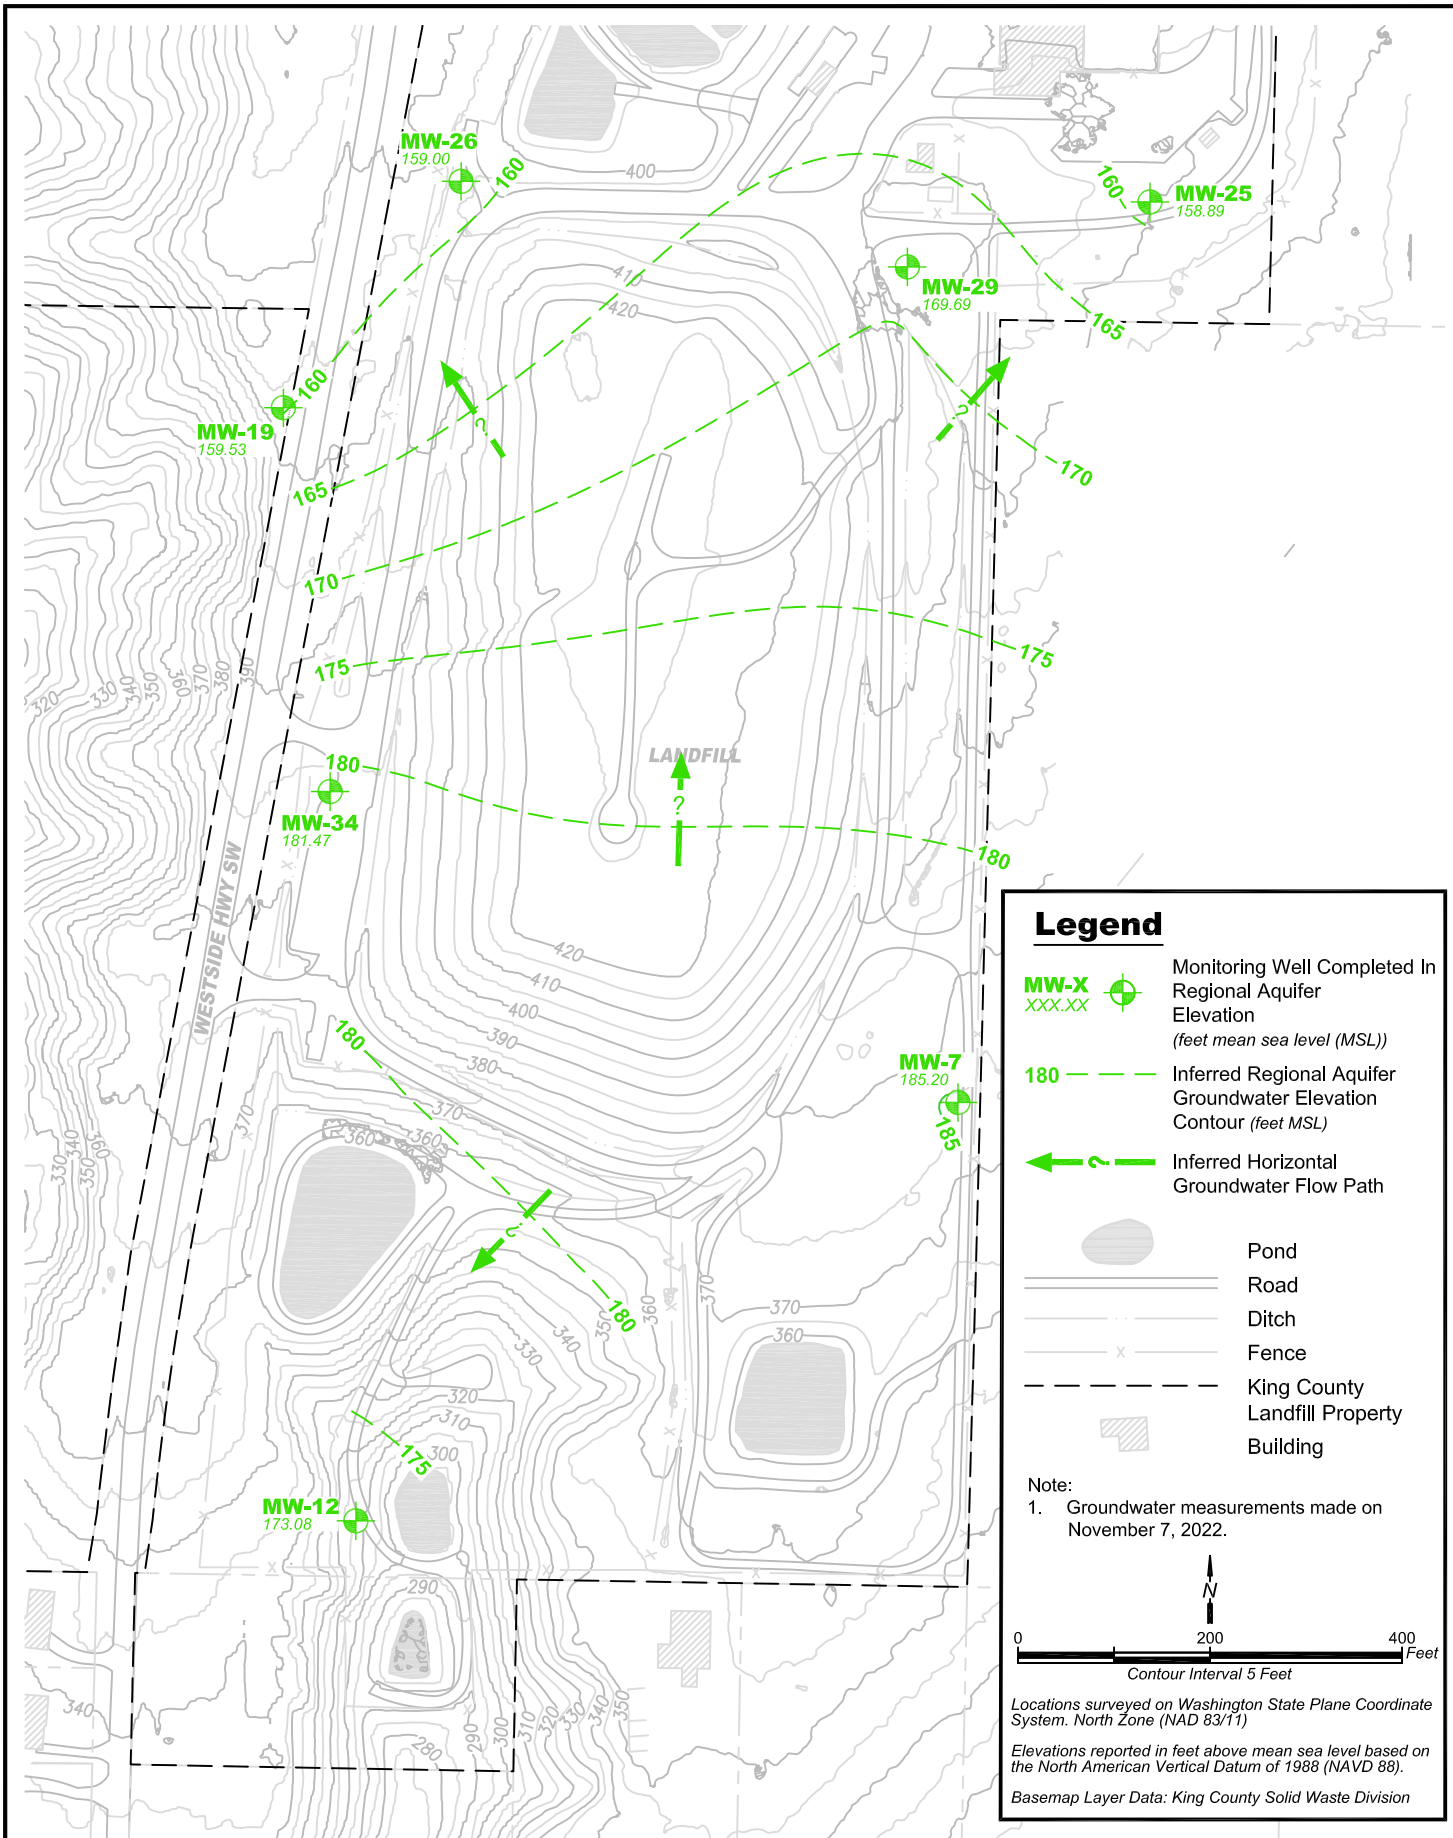 MW-26
159.00
160
400
160
MW-25
158.89
410
420
MW-29
169.69
165
160
MW-19
159.53
165
170
170
175
175
320
330
340
350
360
370
380
390
LANDFILL
180
?
MW-34
181.47
180
WESTSIDE HWY SW
420
410
400
390
380
370
360
360
180
370
MW-7
185.20
185
330
340
350
360
?
?
?
180
350
360
340
330
370
370
360
320
310
300
175
MW-12
173.08
290
340
280
290
300
310
320
330
340
350
Legend
MW-X
XXX.XX
Monitoring Well Completed In
Regional Aquifer
Elevation
(feet mean sea level (MSL))
180
Inferred Regional Aquifer
Groundwater Elevation
Contour (feet MSL)
?
Inferred Horizontal
Groundwater Flow Path
Pond
Road
Ditch
X
Fence
King County
Landfill Property
Building
Note:
1. Groundwater measurements made on
November 7, 2022.
N
0 200 400
Feet
Contour Interval 5 Feet
Locations surveyed on Washington State Plane Coordinate
System. North Zone (NAD 83/11)
Elevations reported in feet above mean sea level based on
the North American Vertical Datum of 1988 (NAVD 88).
Basemap Layer Data: King County Solid Waste Division